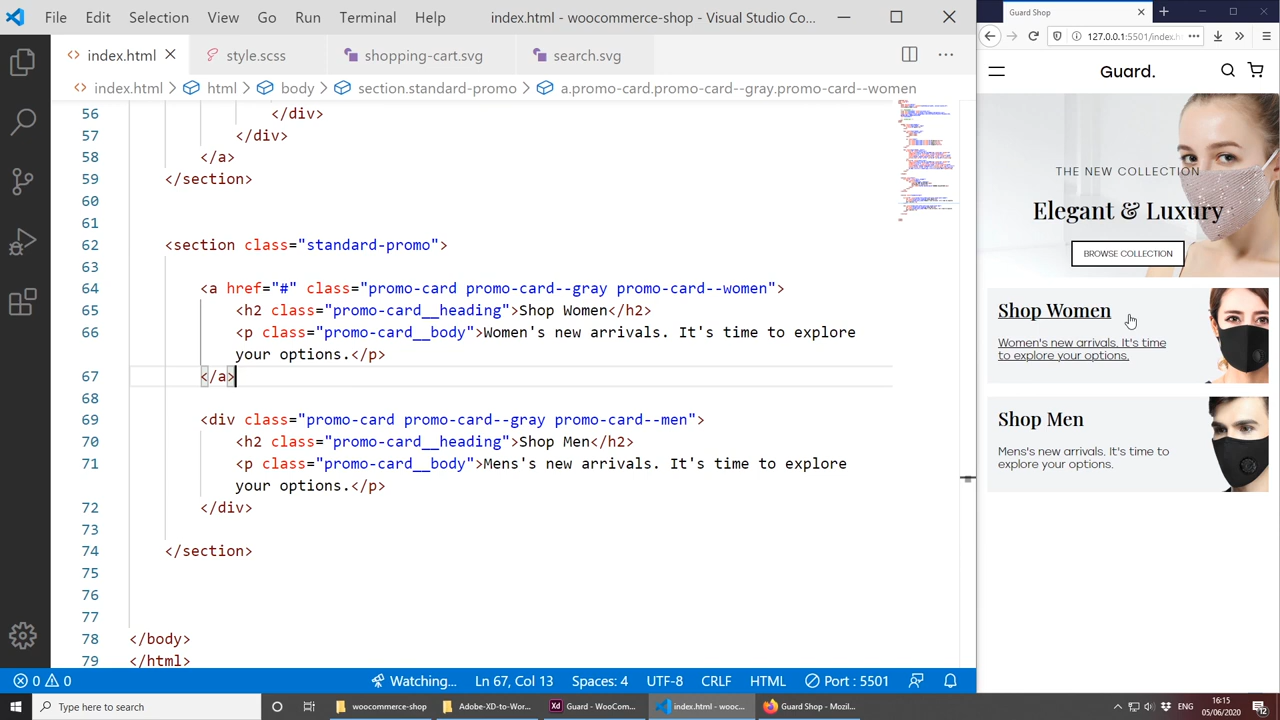 File Edit Selection View Go Run Terminal Help index.html - woocommerce-shop - Visual Studio Co...
index.html style.scss shopping-cart.svg search.svg
index.html html body section.standard-promo a.promo-card.promo-card--gray.promo-card--women
56 </div>
57 </div>
58 </a>
59 </section>
60
61
62 <section class="standard-promo">
63
64 <a href="#" class="promo-card promo-card--gray promo-card--women">
65 <h2 class="promo-card__heading">Shop Women</h2>
66 <p class="promo-card__body">Women's new arrivals. It's time to explore
your options.</p>
67 </a>
68
69 <div class="promo-card promo-card--gray promo-card--men">
70 <h2 class="promo-card__heading">Shop Men</h2>
71 <p class="promo-card__body">Mens's new arrivals. It's time to explore
your options.</p>
72 </div>
73
74 </section>
75
76
77
78 </body>
79 </html>
0 0 Watching... Ln 67, Col 13 Spaces: 4 UTF-8 CRLF HTML Port : 5501
Guard Shop
127.0.0.1:5501/index.h
Guard.
THE NEW COLLECTION
Elegant & Luxury
BROWSE COLLECTION
Shop Women
Women's new arrivals. It's time
to explore your options.
Shop Men
Mens's new arrivals. It's time to
explore your options.
Type here to search woocommerce-shop Adobe-XD-to-Wor... Guard - WooCom... index.html - wooc... Guard Shop - Mozil... ENG 16:15
05/06/2020 12